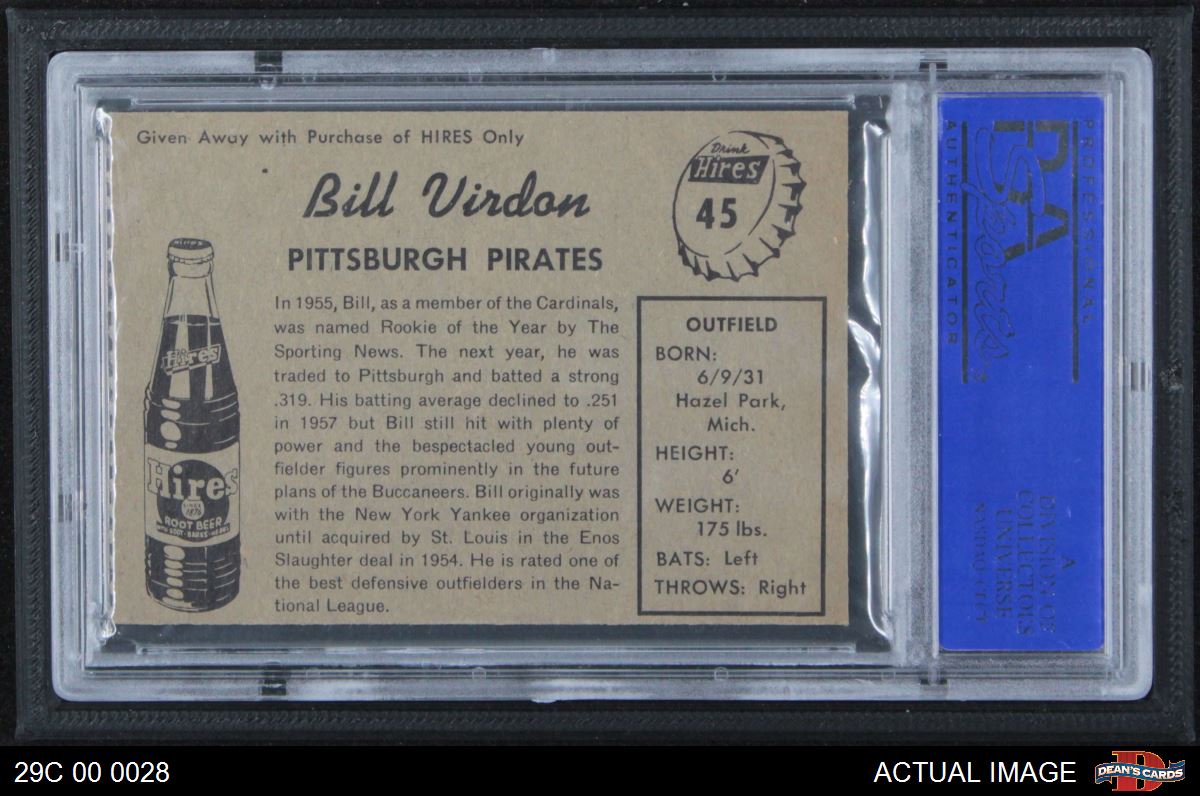 Given Away with Purchase of HIRES Only
Drink
Hires
45
Bill Virdon
PITTSBURGH PIRATES
In 1955, Bill, as a member of the Cardinals,
was named Rookie of the Year by The
Sporting News. The next year, he was
traded to Pittsburgh and batted a strong
.319. His batting average declined to .251
in 1957 but Bill still hit with plenty of
power and the bespectacled young out-
fielder figures prominently in the future
plans of the Buccaneers. Bill originally was
with the New York Yankee organization
until acquired by St. Louis in the Enos
Slaughter deal in 1954. He is rated one of
the best defensive outfielders in the Na-
tional League.
OUTFIELD
BORN:
6/9/31
Hazel Park,
Mich.
HEIGHT:
6'
WEIGHT:
175 lbs.
BATS: Left
THROWS: Right
Hires
Hires
SINCE
1876
ROOT BEER
PROFESSIONAL
PSA
Sports
AUTHENTICATOR
A
DIVISION OF
COLLECTORS
UNIVERSE
NASDAQ: CLCT
29C 00 0028
ACTUAL IMAGE
DEAN'S CARDS